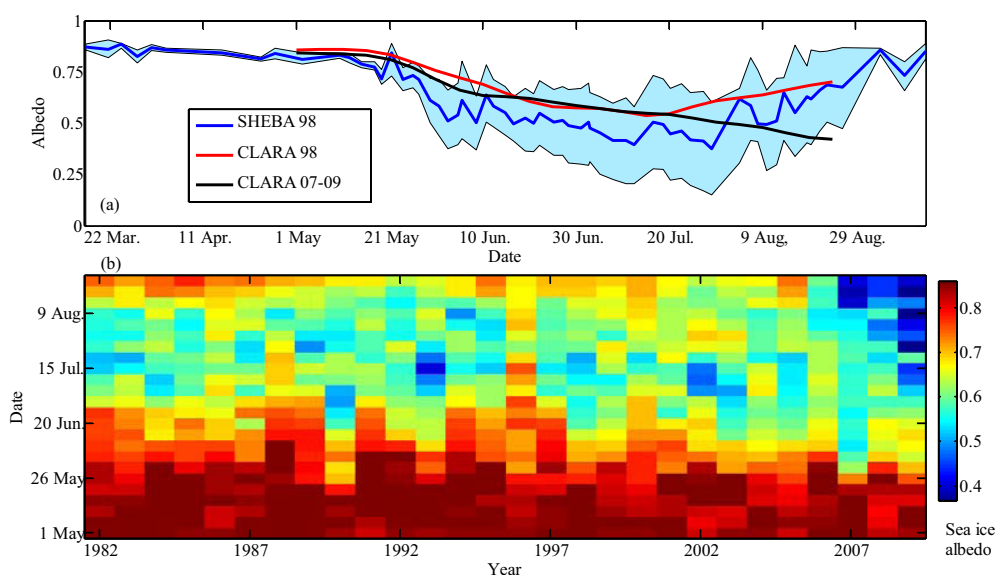 1
0.75
0.5
0.25
0
Albedo
SHEBA 98
CLARA 98
CLARA 07-09
(a)
22 Mar. 11 Apr. 1 May 21 May 10 Jun. 30 Jun. 20 Jul. 9 Aug, 29 Aug.
Date
(b)
9 Aug.
15 Jul.
20 Jun.
26 May
1 May
Date
1982 1987 1992 1997 2002 2007
Year
0.8
0.7
0.6
0.5
0.4
Sea ice
albedo